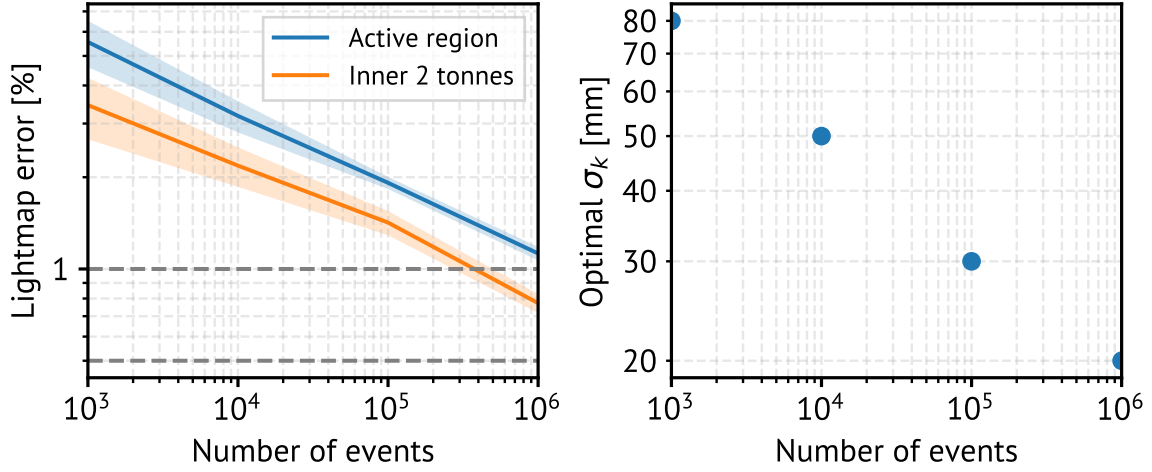 Lightmap error [%]
1
Active region
Inner 2 tonnes
10³ 10⁴ 10⁵ 10⁶
Number of events
Optimal σₖ [mm]
80
70
60
50
40
30
20
10³ 10⁴ 10⁵ 10⁶
Number of events